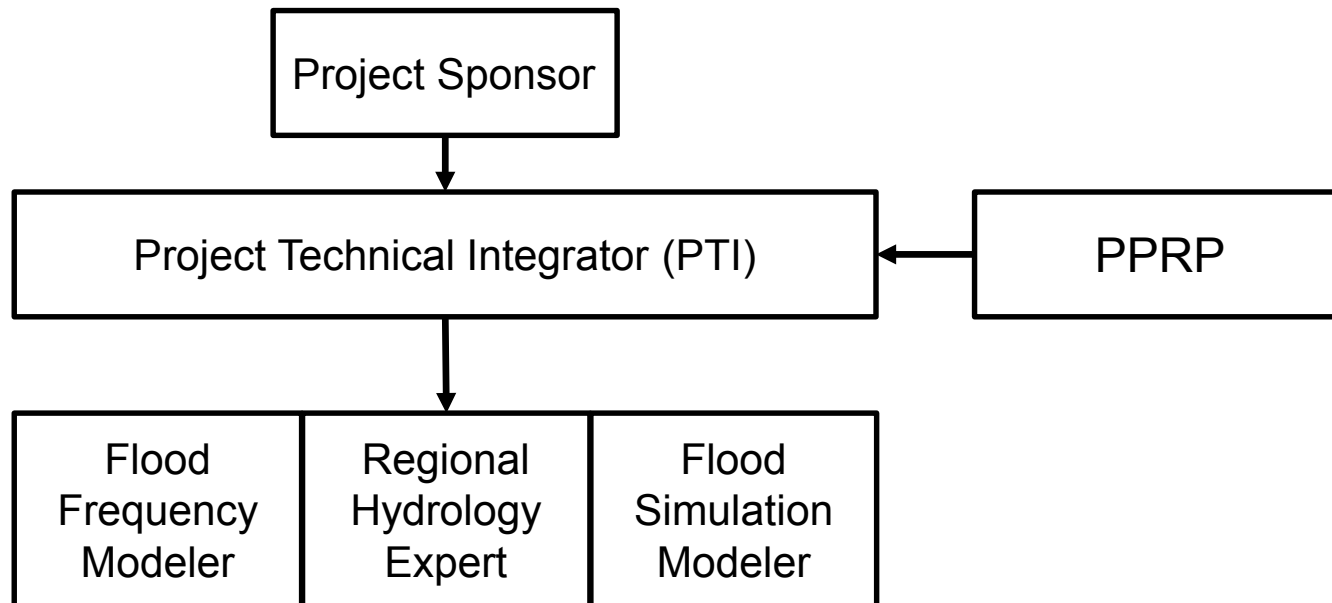 Project Sponsor
Project Technical Integrator (PTI)
PPRP
Flood
Frequency
Modeler
Regional
Hydrology
Expert
Flood
Simulation
Modeler